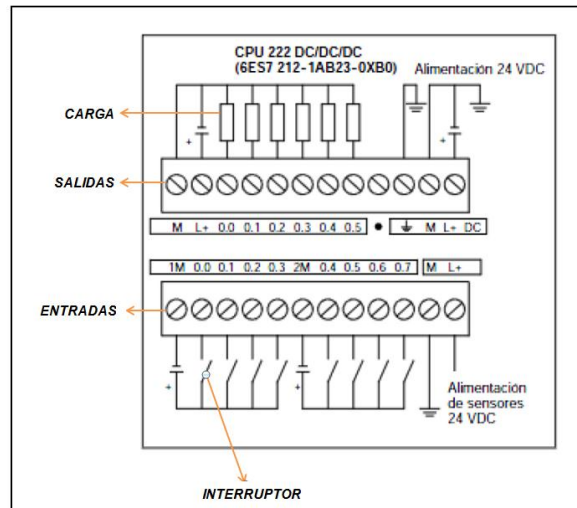 CPU 222 DC/DC/DC
(6ES7 212-1AB23-0XB0)
Alimentación 24 VDC
CARGA
+
+
SALIDAS
M L+ 0.0 0.1 0.2 0.3 0.4 0.5 M L+ DC
1M 0.0 0.1 0.2 0.3 2M 0.4 0.5 0.6 0.7 M L+
ENTRADAS
+
+
Alimentación
de sensores
24 VDC
INTERRUPTOR